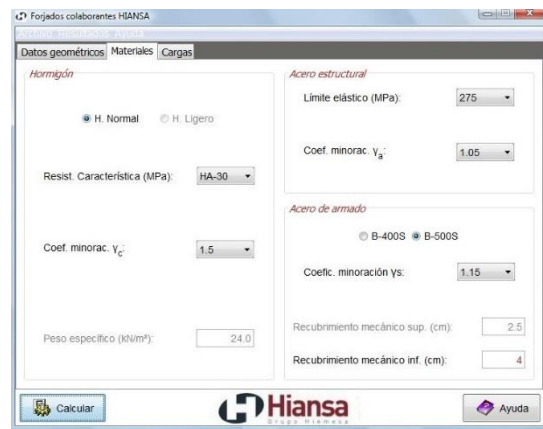 Forjados colaborantes HIANSA
Archivo Resultados Ayuda
Datos geométricos Materiales Cargas
Hormigón
H. Normal H. Ligero
Resist. Característica (MPa): HA-30
Coef. minorac. γc: 1.5
Peso específico (kN/m³): 24.0
Acero estructural
Límite elástico (MPa): 275
Coef. minorac. γa: 1.05
Acero de armado
B-400S B-500S
Coefic. minoración γs: 1.15
Recubrimiento mecánico sup. (cm): 2.5
Recubrimiento mecánico inf. (cm): 4
Calcular
Hiansa
Grupo Hiemesa
Ayuda